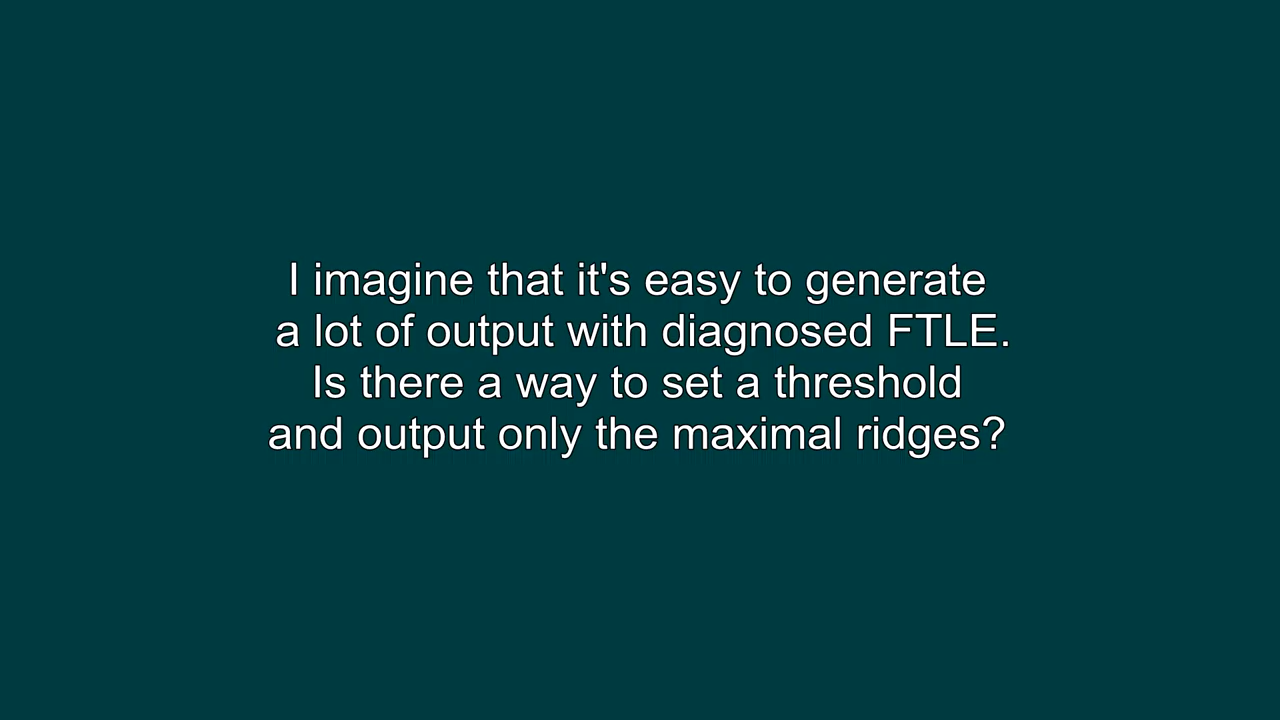 I imagine that it's easy to generate
a lot of output with diagnosed FTLE.
Is there a way to set a threshold
and output only the maximal ridges?